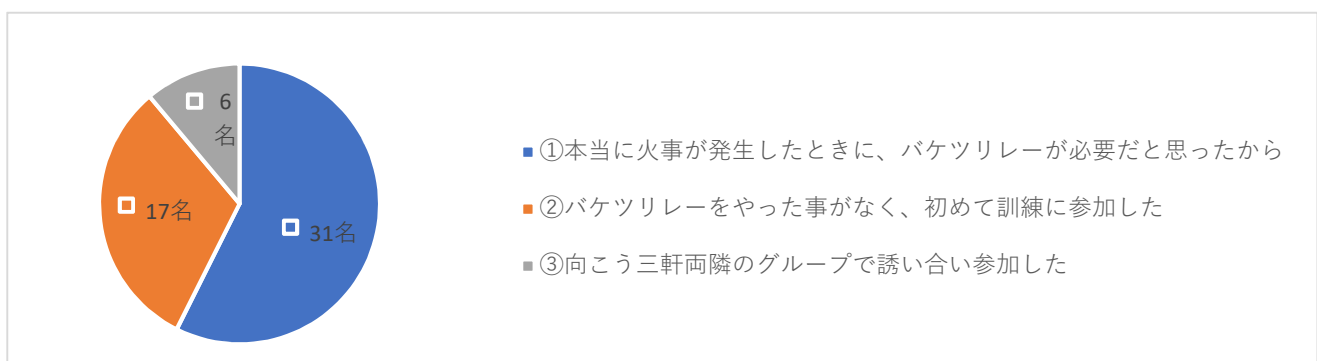 6
名
17名
31名
①本当に火事が発生したときに、バケツリレーが必要だと思ったから
②バケツリレーをやった事がなく、初めて訓練に参加した
③向こう三軒両隣のグループで誘い合い参加した